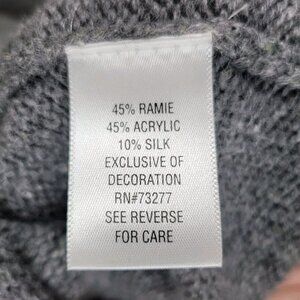 45% RAMIE
45% ACRYLIC
10% SILK
EXCLUSIVE OF
DECORATION
RN#73277
SEE REVERSE
FOR CARE